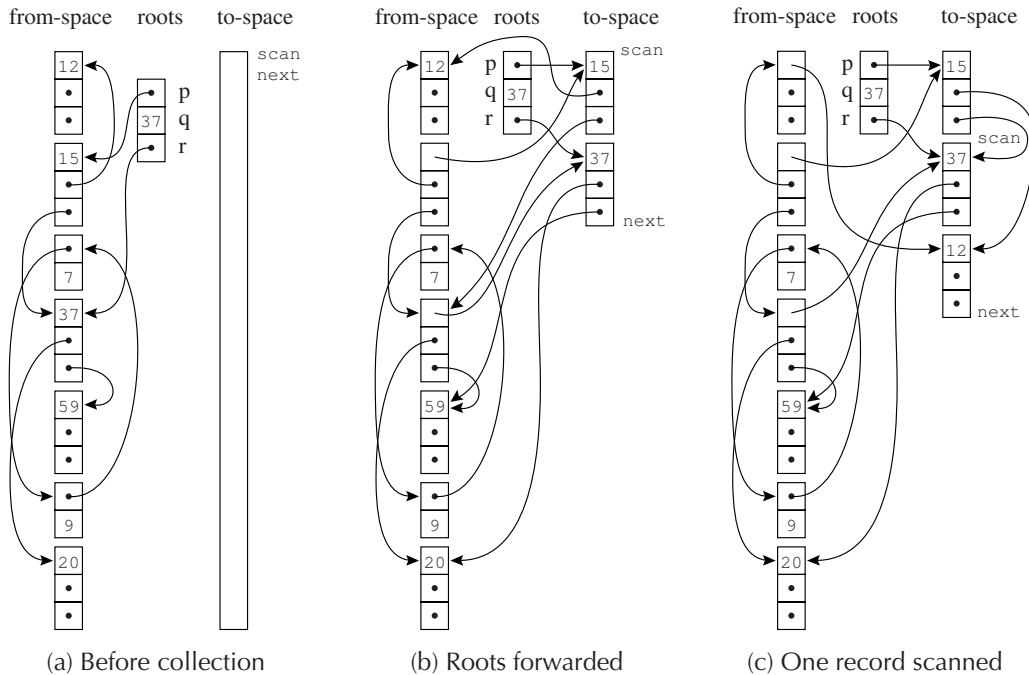 from-space roots to-space
12
15
7
37
59
9
20
p
37 q
r
scan
next
(a) Before collection
from-space roots to-space
12
7
59
9
20
p
q 37
r
15
37
scan
next
(b) Roots forwarded
from-space roots to-space
7
59
9
20
p
q 37
r
15
scan
37
12
next
(c) One record scanned